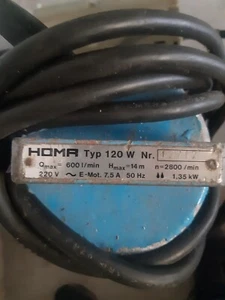 HOMA Typ 120 W Nr.
Qmax= 600 l/min Hmax=14m n=2800/min
220 V ~ E-Mot. 7.5 A 50 Hz 1.35 kW